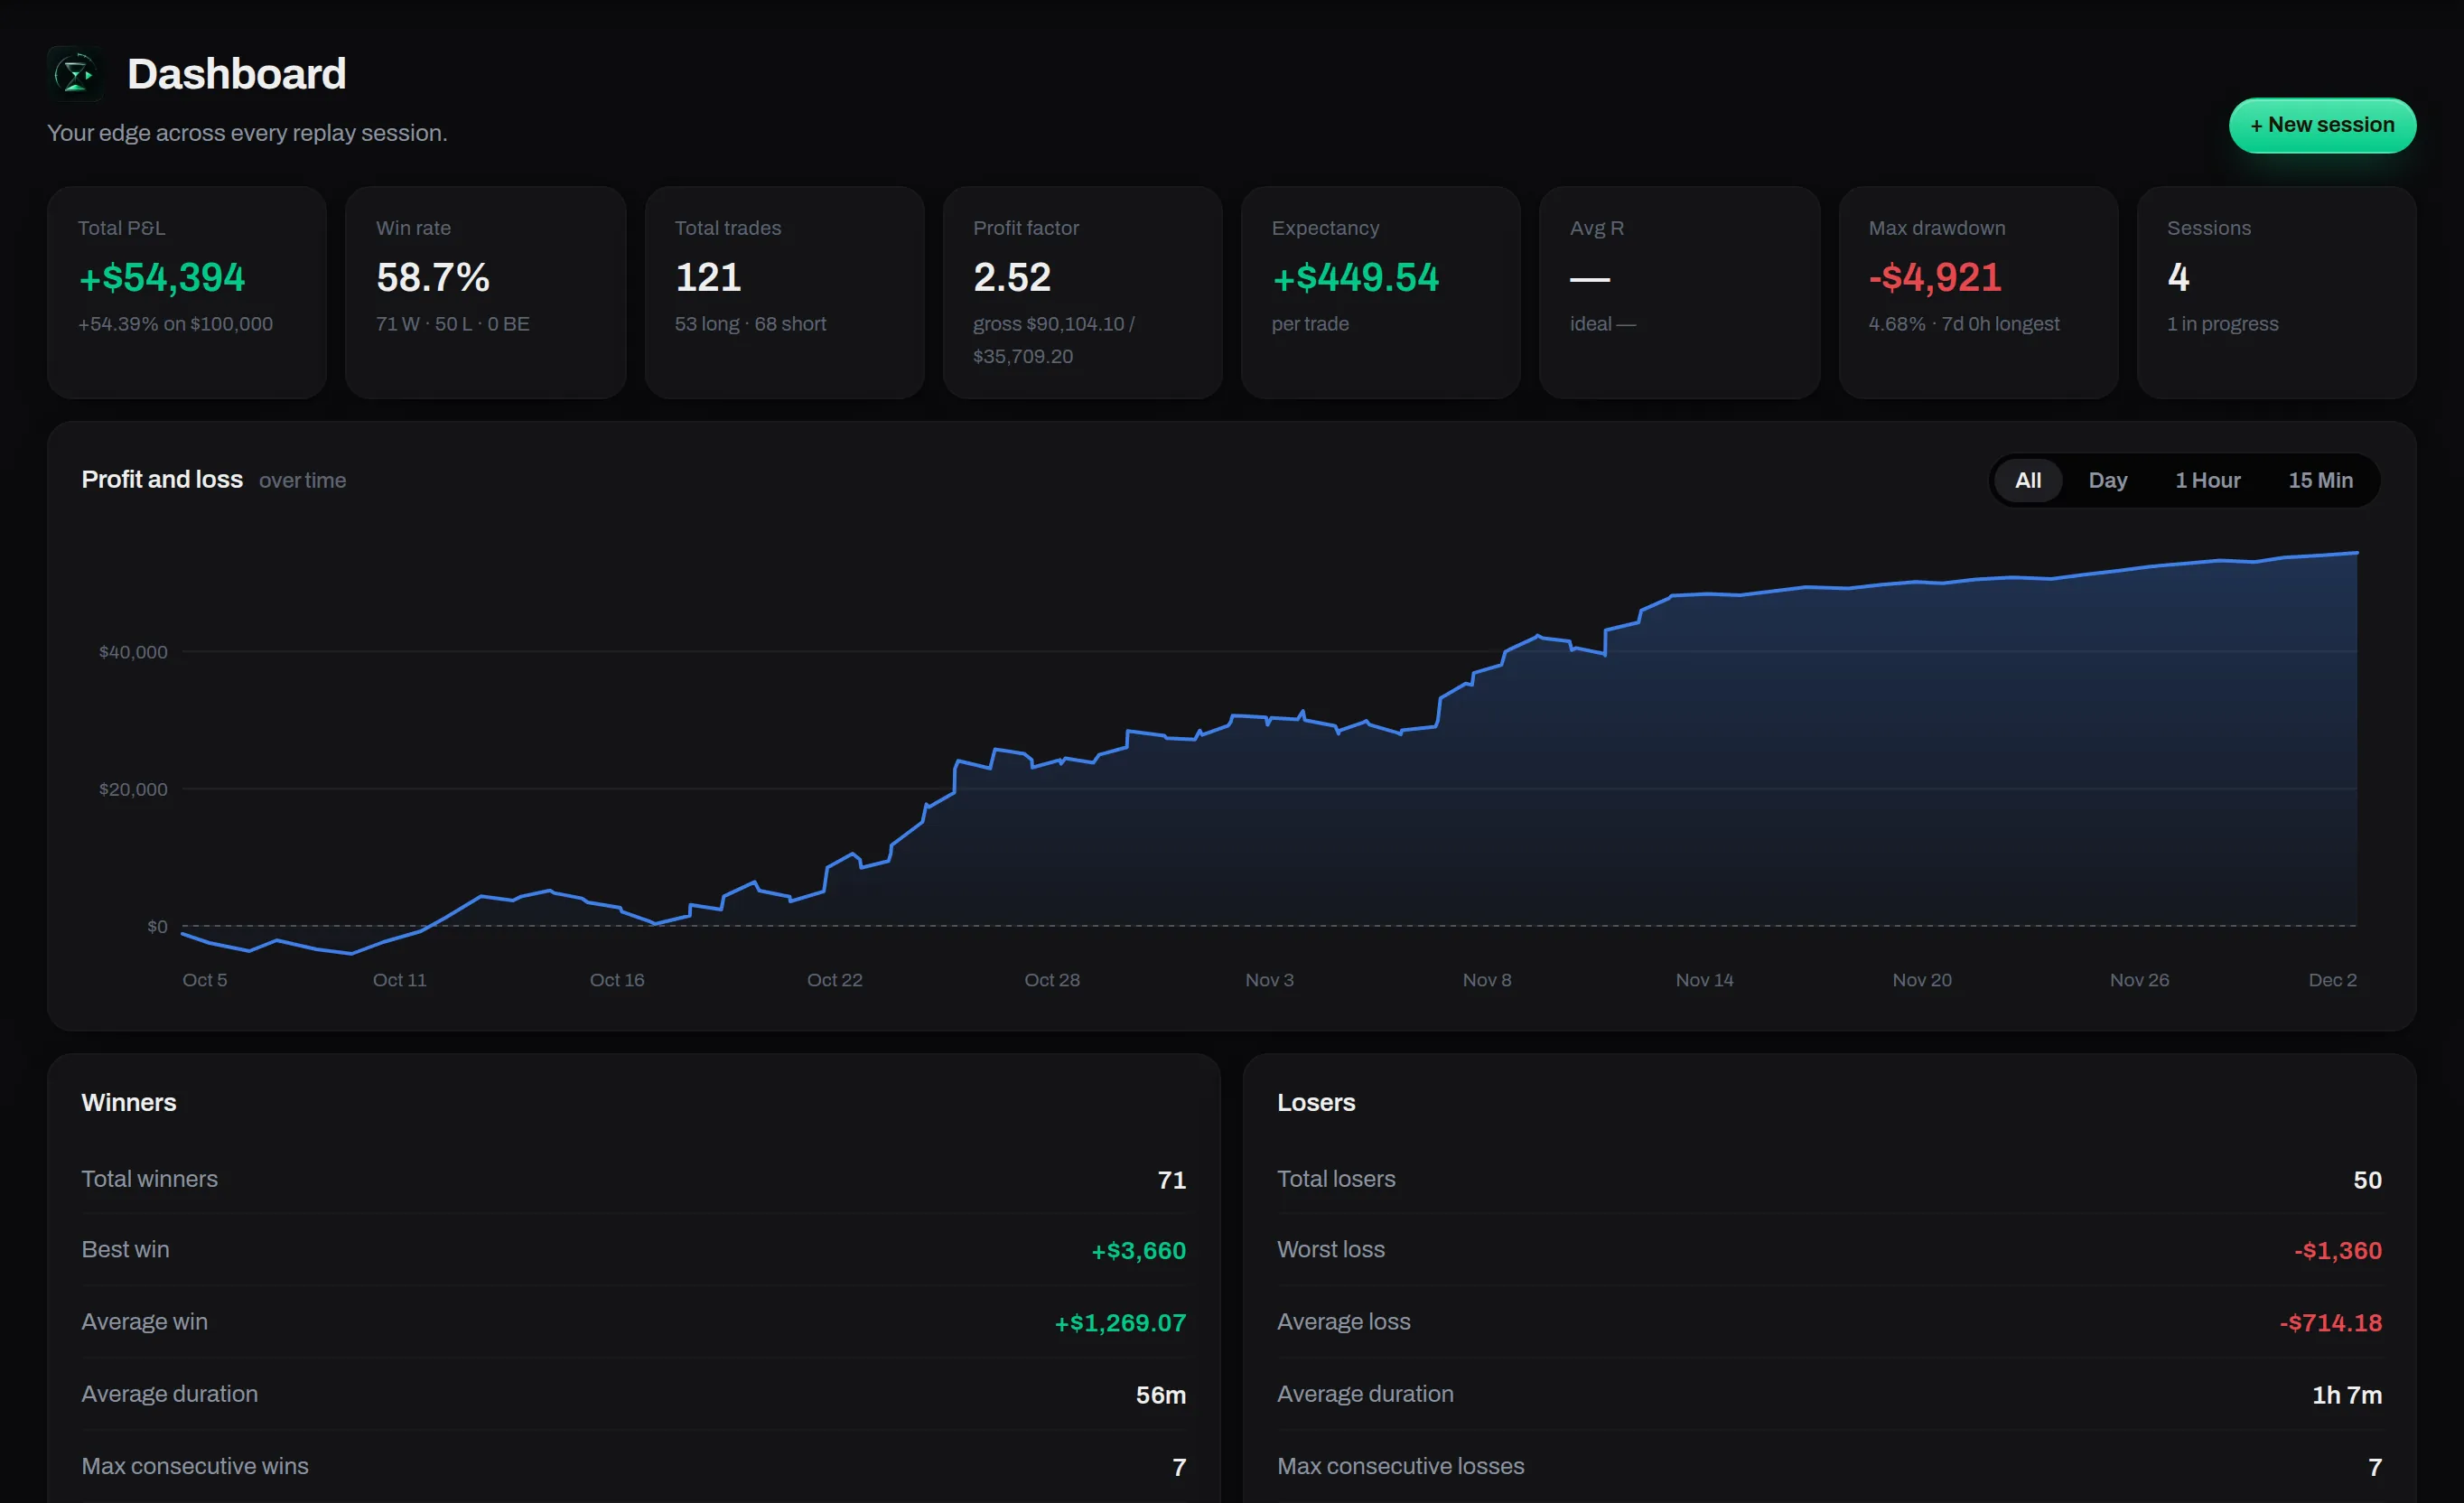 Dashboard
Your edge across every replay session.
+ New session
Total P&L
+$54,394
+54.39% on $100,000
Win rate
58.7%
71 W · 50 L · 0 BE
Total trades
121
53 long · 68 short
Profit factor
2.52
gross $90,104.10 /
$35,709.20
Expectancy
+$449.54
per trade
Avg R
—
ideal —
Max drawdown
-$4,921
4.68% · 7d 0h longest
Sessions
4
1 in progress
Profit and loss over time
All Day 1 Hour 15 Min
$40,000
$20,000
$0
Oct 5 Oct 11 Oct 16 Oct 22 Oct 28 Nov 3 Nov 8 Nov 14 Nov 20 Nov 26 Dec 2
Winners
Total winners 71
Best win +$3,660
Average win +$1,269.07
Average duration 56m
Max consecutive wins 7
Losers
Total losers 50
Worst loss -$1,360
Average loss -$714.18
Average duration 1h 7m
Max consecutive losses 7